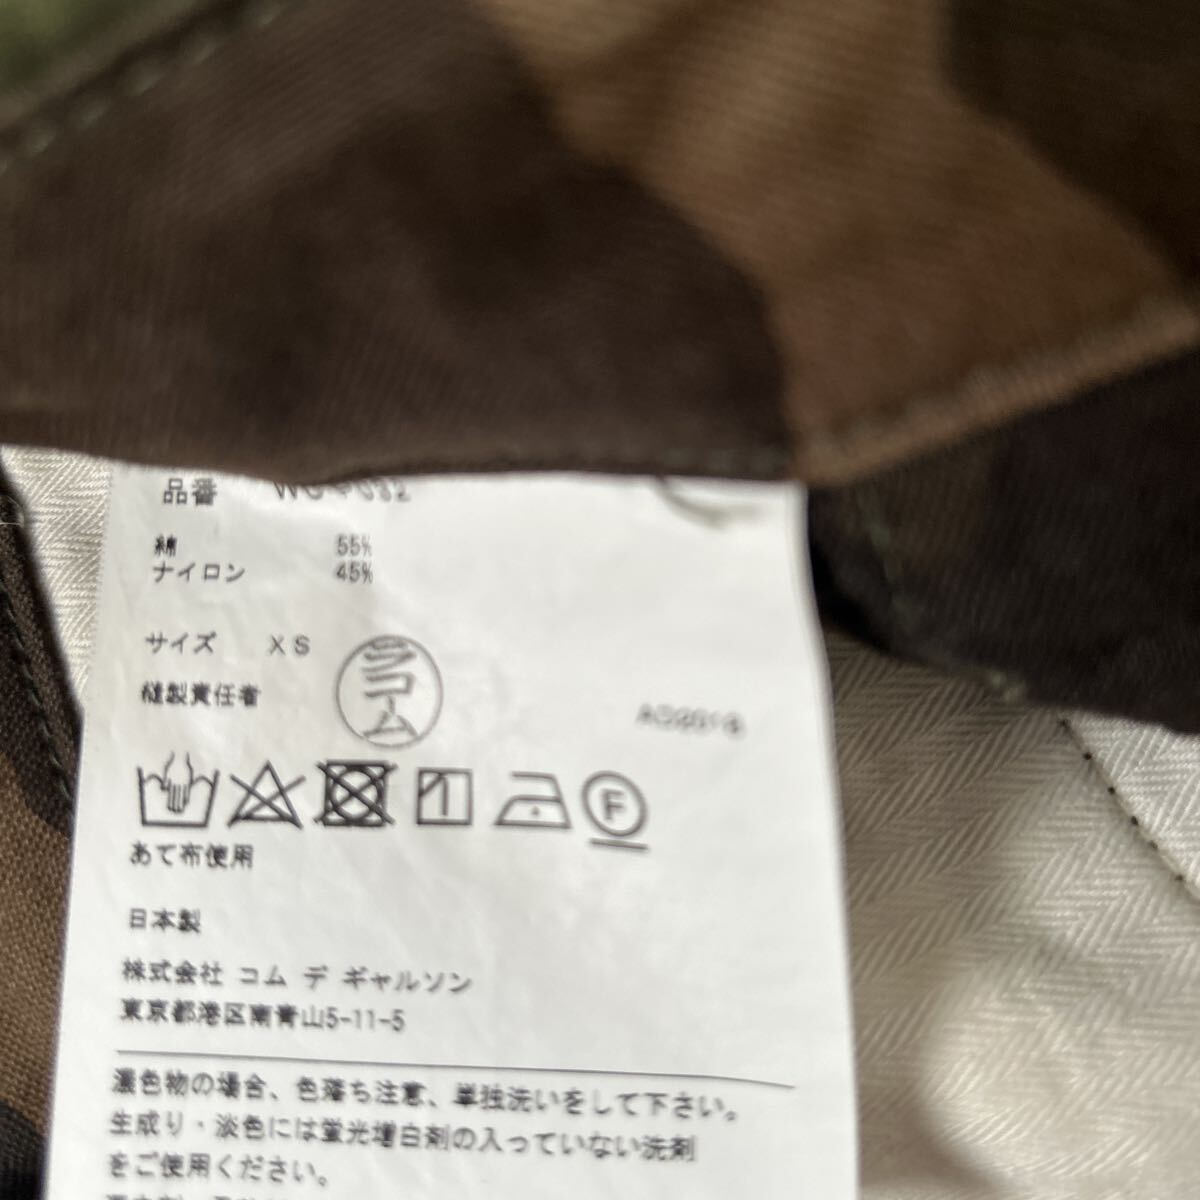 品番
綿 55%
ナイロン 45%
サイズ XS
縫製責任者 ラコーム
F
あて布使用
日本製
株式会社 コム デ ギャルソン
東京都港区南青山5-11-5
濃色物の場合、色落ち注意、単独洗いをして下さい。
生成り・淡色には蛍光増白剤の入っていない洗剤
をご使用ください。